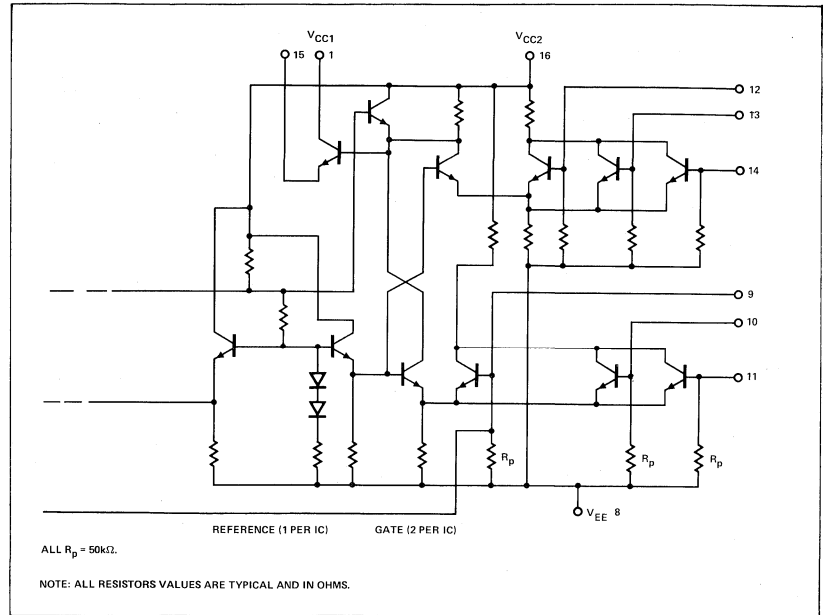 VCC1
VCC2
15 1
16
12
13
14
9
10
11
Rp Rp Rp
VEE 8
REFERENCE (1 PER IC) GATE (2 PER IC)
ALL Rp = 50kΩ.
NOTE: ALL RESISTORS VALUES ARE TYPICAL AND IN OHMS.